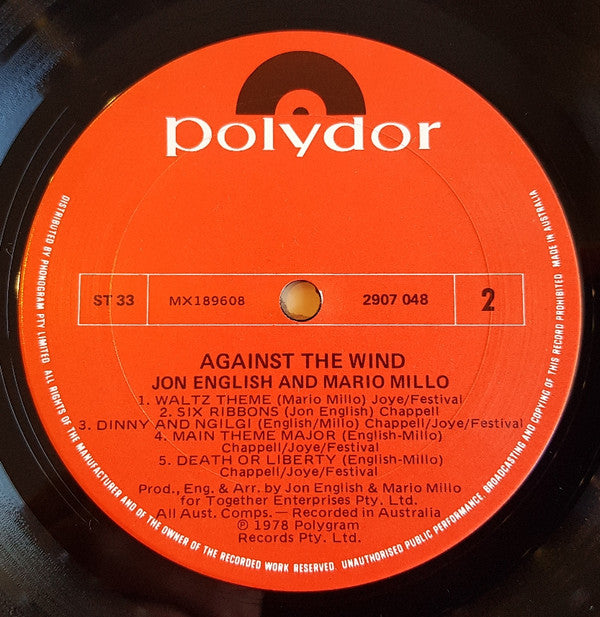 polydor
ST 33
MX189608
2907 048
2
AGAINST THE WIND
JON ENGLISH AND MARIO MILLO
1. WALTZ THEME (Mario Millo) Joye/Festival
2. SIX RIBBONS (Jon English) Chappell
3. DINNY AND NGILGI (English/Millo) Chappell/Joye/Festival
4. MAIN THEME MAJOR (English-Millo)
Chappell/Joye/Festival
5. DEATH OR LIBERTY (English-Millo)
Chappell/Joye/Festival
Prod., Eng. & Arr. by Jon English & Mario Millo
for Together Enterprises Pty. Ltd.
All Aust. Comps.— Recorded in Australia
℗ 1978 Polygram
Records Pty. Ltd.
DISTRIBUTED BY PHONOGRAM PTY LIMITED. ALL RIGHTS OF THE MANUFACTURER AND OF THE OWNER OF THE RECORDED WORK RESERVED. UNAUTHORISED PUBLIC PERFORMANCE, BROADCASTING AND COPYING OF THIS RECORD PROHIBITED. MADE IN AUSTRALIA